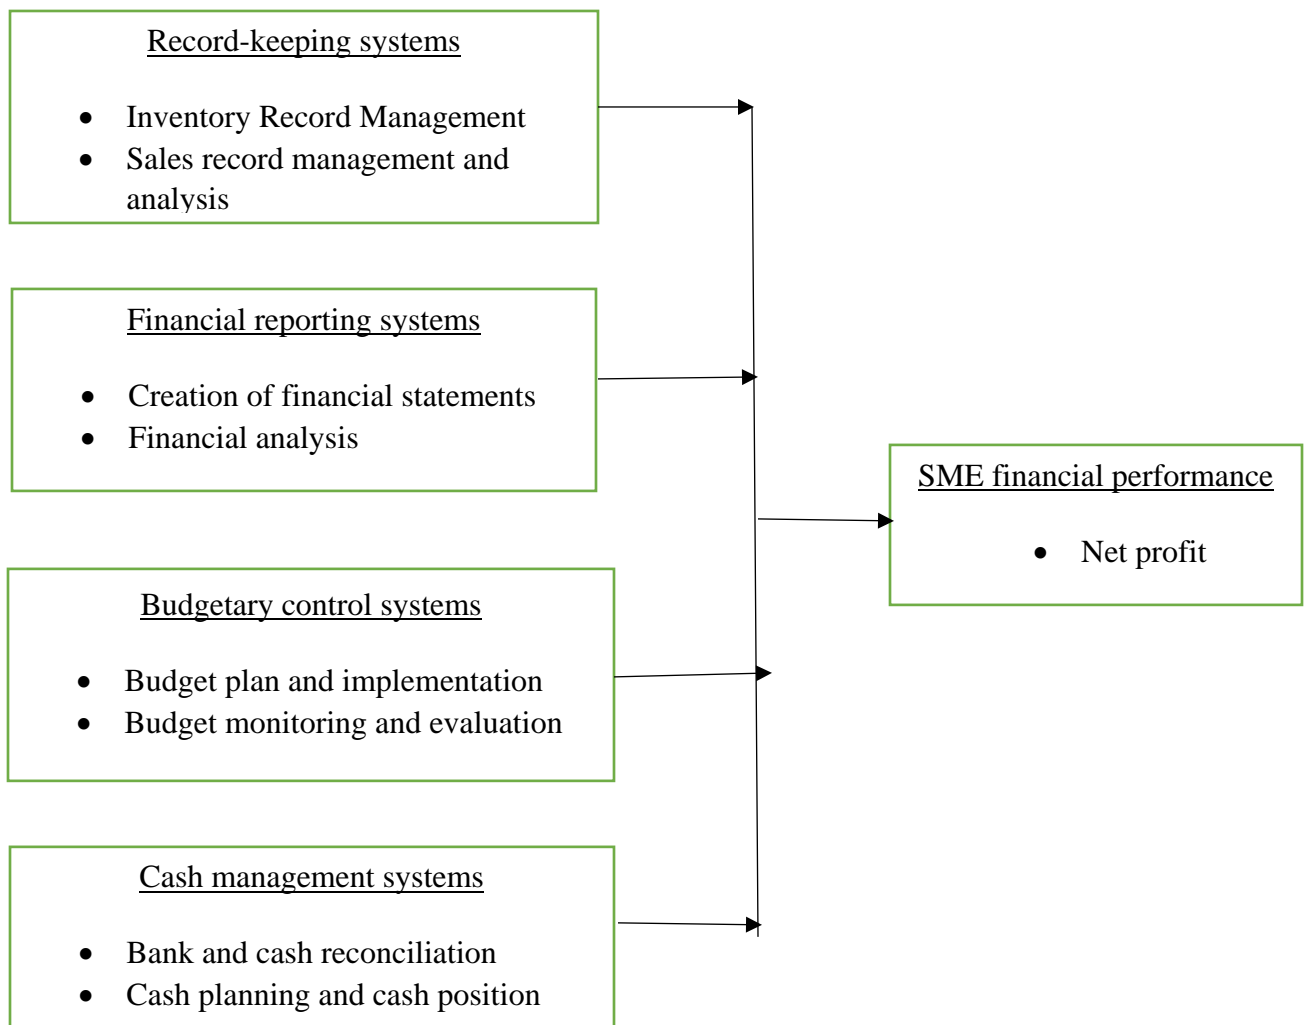 Record-keeping systems
• Inventory Record Management
• Sales record management and
analysis
Financial reporting systems
• Creation of financial statements
• Financial analysis
SME financial performance
• Net profit
Budgetary control systems
• Budget plan and implementation
• Budget monitoring and evaluation
Cash management systems
• Bank and cash reconciliation
• Cash planning and cash position